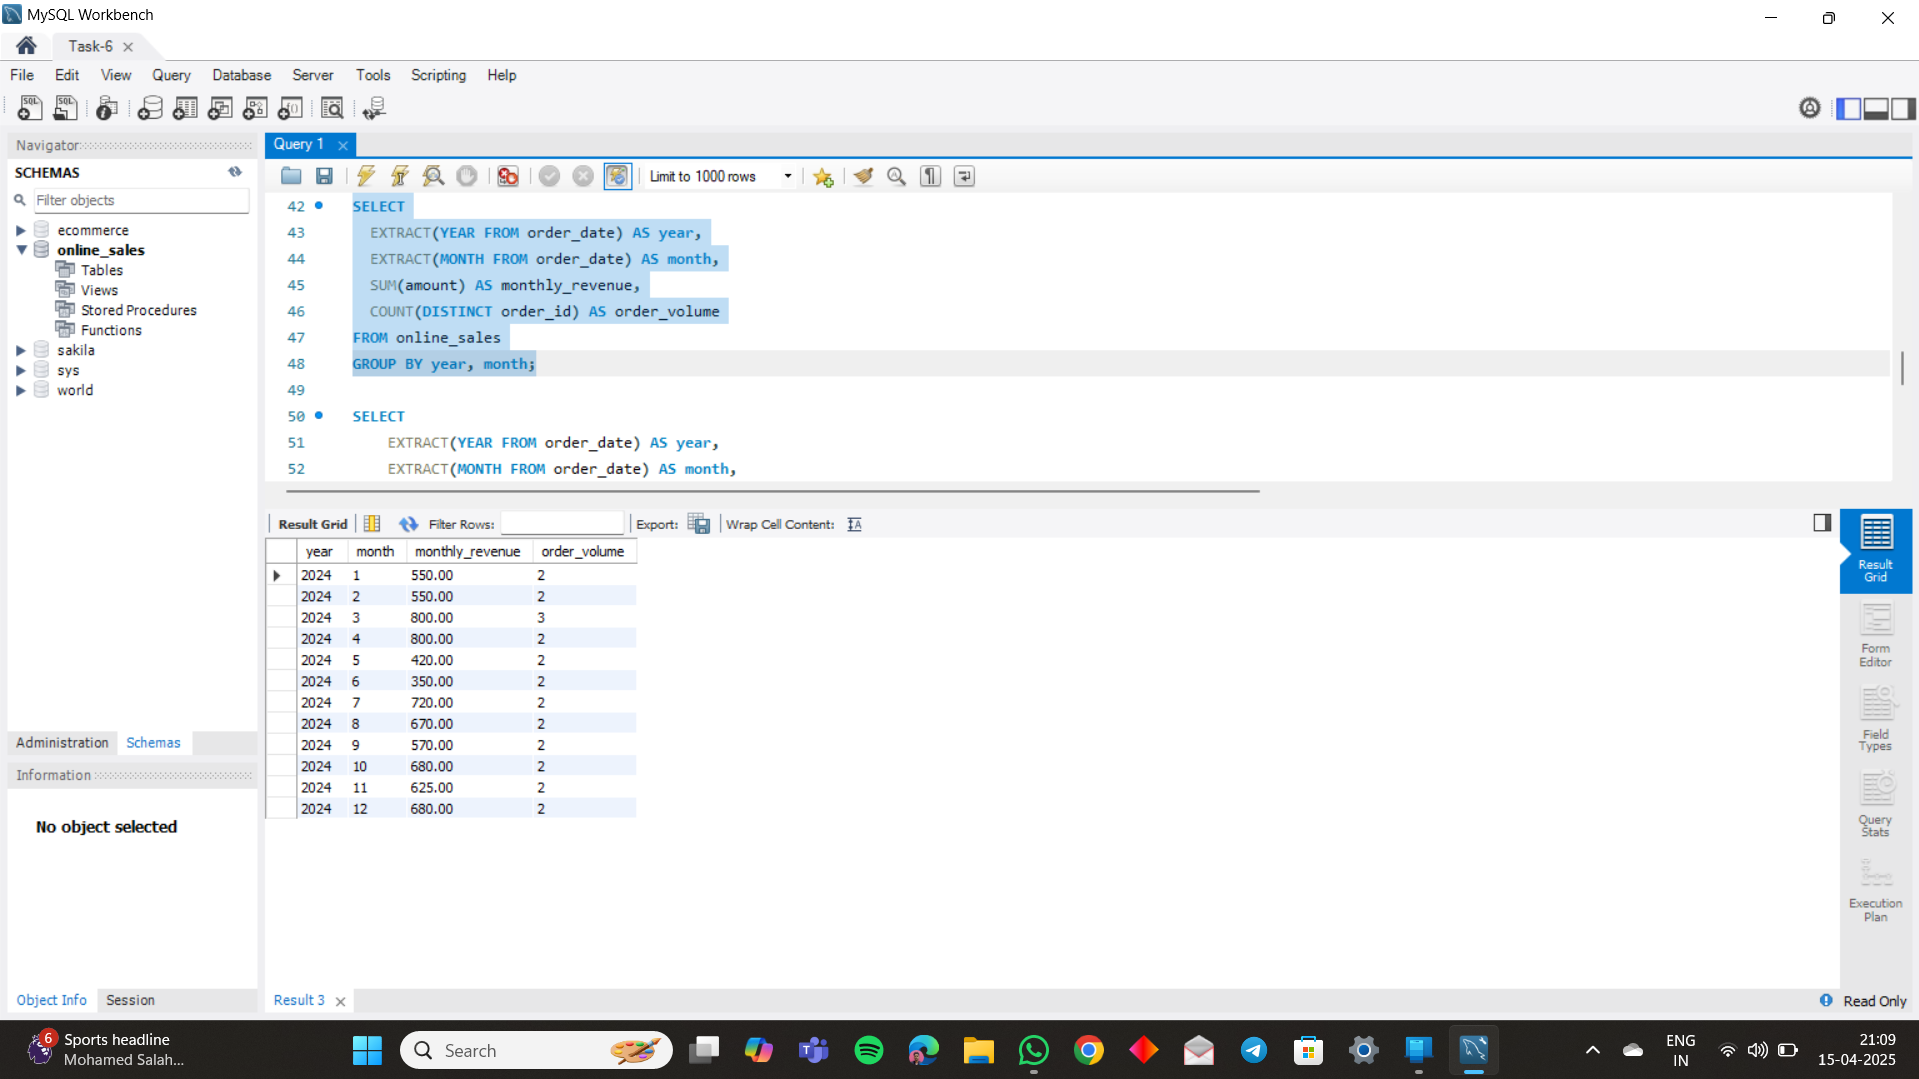 MySQL Workbench
Task-6
File Edit View Query Database Server Tools Scripting Help
Navigator
SCHEMAS
Filter objects
ecommerce
online_sales
Tables
Views
Stored Procedures
Functions
sakila
sys
world
Administration Schemas
Information
No object selected
Object Info Session
Query 1
Limit to 1000 rows
42 SELECT
43 EXTRACT(YEAR FROM order_date) AS year,
44 EXTRACT(MONTH FROM order_date) AS month,
45 SUM(amount) AS monthly_revenue,
46 COUNT(DISTINCT order_id) AS order_volume
47 FROM online_sales
48 GROUP BY year, month;
49
50 SELECT
51 EXTRACT(YEAR FROM order_date) AS year,
52 EXTRACT(MONTH FROM order_date) AS month,
Result Grid Filter Rows: Export: Wrap Cell Content:
year month monthly_revenue order_volume
2024 1 550.00 2
2024 2 550.00 2
2024 3 800.00 3
2024 4 800.00 2
2024 5 420.00 2
2024 6 350.00 2
2024 7 720.00 2
2024 8 670.00 2
2024 9 570.00 2
2024 10 680.00 2
2024 11 625.00 2
2024 12 680.00 2
Result
Grid
Form
Editor
Field
Types
Query
Stats
Execution
Plan
Result 3
Read Only
6
Sports headline
Mohamed Salah...
Search
ENG
IN
21:09
15-04-2025